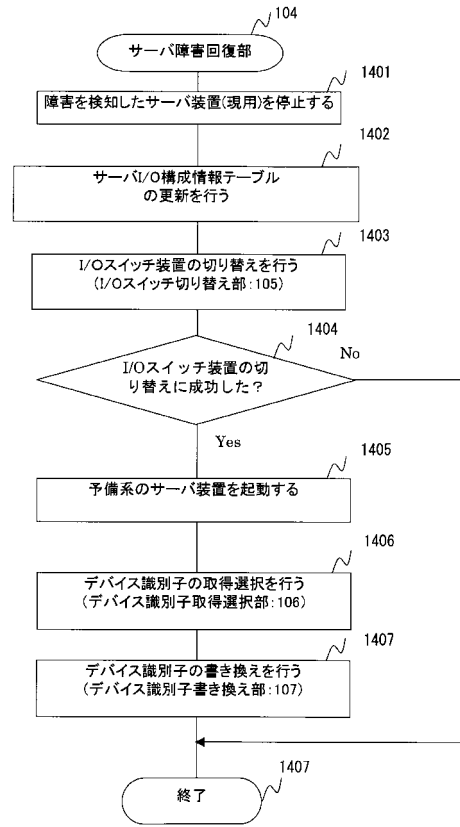 104
サーバ障害回復部
1401
障害を検知したサーバ装置(現用)を停止する
1402
サーバI/O構成情報テーブル
の更新を行う
1403
I/Oスイッチ装置の切り替えを行う
(I/Oスイッチ切り替え部:105)
1404
I/Oスイッチ装置の切
り替えに成功した?
No
Yes
1405
予備系のサーバ装置を起動する
1406
デバイス識別子の取得選択を行う
(デバイス識別子取得選択部:106)
1407
デバイス識別子の書き換えを行う
(デバイス識別子書き換え部:107)
1407
終了